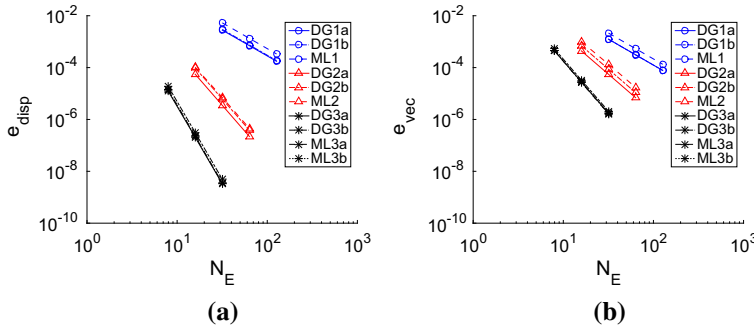 10^-2
10^-4
10^-6
10^-8
10^-10
e_disp
10^0
10^1
10^2
10^3
N_E
DG1a
DG1b
ML1
DG2a
DG2b
ML2
DG3a
DG3b
ML3a
ML3b
(a)
10^-2
10^-4
10^-6
10^-8
10^-10
e_vec
10^0
10^1
10^2
10^3
N_E
DG1a
DG1b
ML1
DG2a
DG2b
ML2
DG3a
DG3b
ML3a
ML3b
(b)